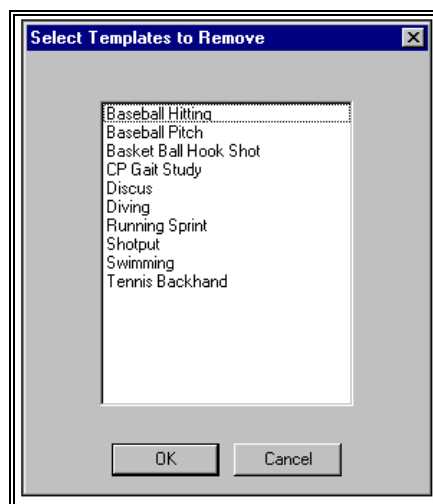 Select Templates to Remove
Baseball Hitting
Baseball Pitch
Basket Ball Hook Shot
CP Gait Study
Discus
Diving
Running Sprint
Shotput
Swimming
Tennis Backhand
OK
Cancel